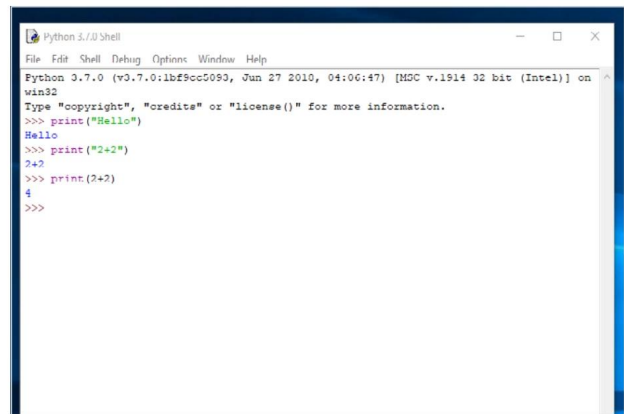 Python 3.7.0 Shell
File Edit Shell Debug Options Window Help
Python 3.7.0 (v3.7.0:1bf9cc5093, Jun 27 2018, 04:06:47) [MSC v.1914 32 bit (Intel)] on
win32
Type "copyright", "credits" or "license()" for more information.
>>> print("Hello")
Hello
>>> print("2+2")
2+2
>>> print(2+2)
4
>>>